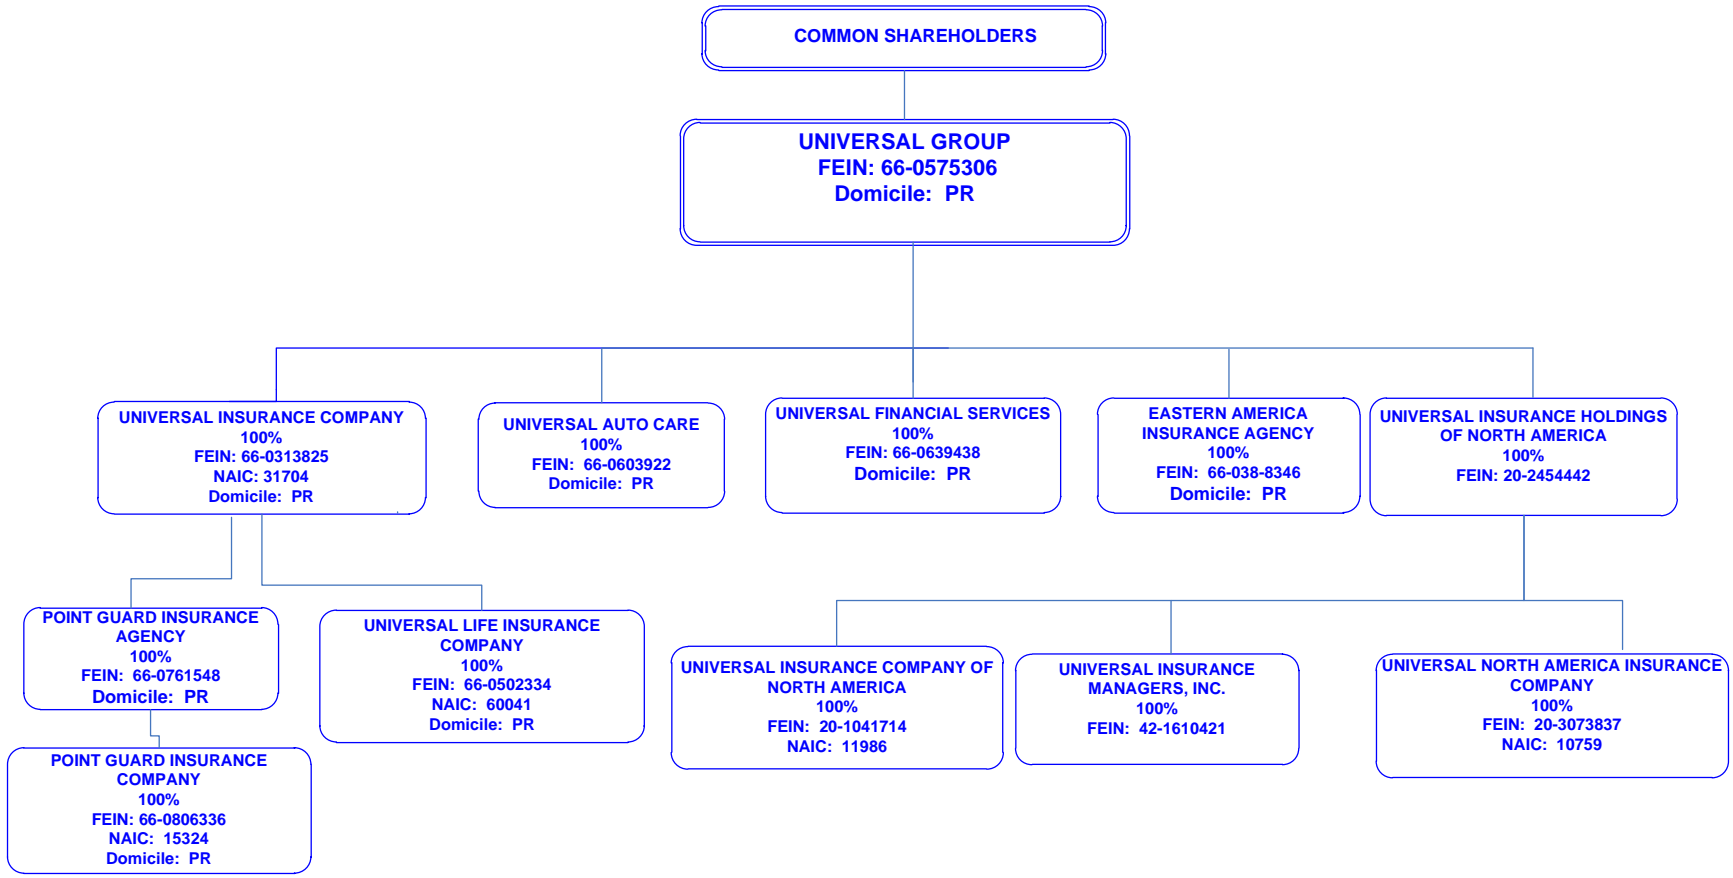 COMMON SHAREHOLDERS
UNIVERSAL GROUP
FEIN: 66-0575306
Domicile: PR
UNIVERSAL INSURANCE COMPANY
100%
FEIN: 66-0313825
NAIC: 31704
Domicile: PR
UNIVERSAL AUTO CARE
100%
FEIN: 66-0603922
Domicile: PR
UNIVERSAL FINANCIAL SERVICES
100%
FEIN: 66-0639438
Domicile: PR
EASTERN AMERICA
INSURANCE AGENCY
100%
FEIN: 66-038-8346
Domicile: PR
UNIVERSAL INSURANCE HOLDINGS
OF NORTH AMERICA
100%
FEIN: 20-2454442
POINT GUARD INSURANCE
AGENCY
100%
FEIN: 66-0761548
Domicile: PR
UNIVERSAL LIFE INSURANCE
COMPANY
100%
FEIN: 66-0502334
NAIC: 60041
Domicile: PR
UNIVERSAL INSURANCE COMPANY OF
NORTH AMERICA
100%
FEIN: 20-1041714
NAIC: 11986
UNIVERSAL INSURANCE
MANAGERS, INC.
100%
FEIN: 42-1610421
UNIVERSAL NORTH AMERICA INSURANCE
COMPANY
100%
FEIN: 20-3073837
NAIC: 10759
POINT GUARD INSURANCE
COMPANY
100%
FEIN: 66-0806336
NAIC: 15324
Domicile: PR